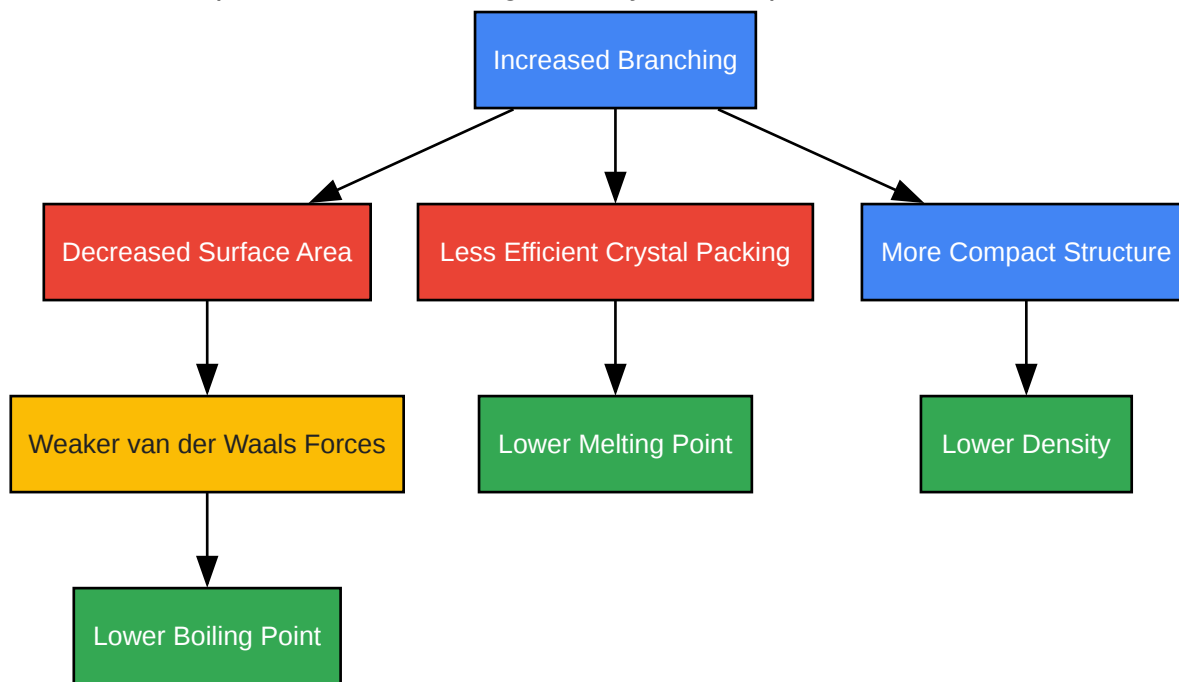 Increased Branching
Decreased Surface Area
Less Efficient Crystal Packing
More Compact Structure
Weaker van der Waals Forces
Lower Melting Point
Lower Density
Lower Boiling Point